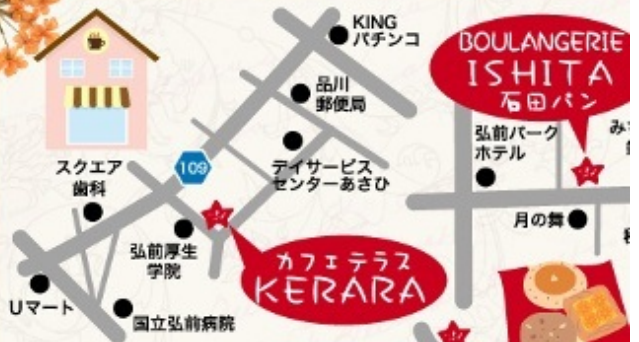 KING
パチンコ
品川
郵便局
デイサービス
センターあさひ
109
スクエア
歯科
弘前厚生
学院
Uマート
国立弘前病院
カフェテラス
KERARA
BOULANGERIE
ISHITA
石田パン
弘前パーク
ホテル
月の舞